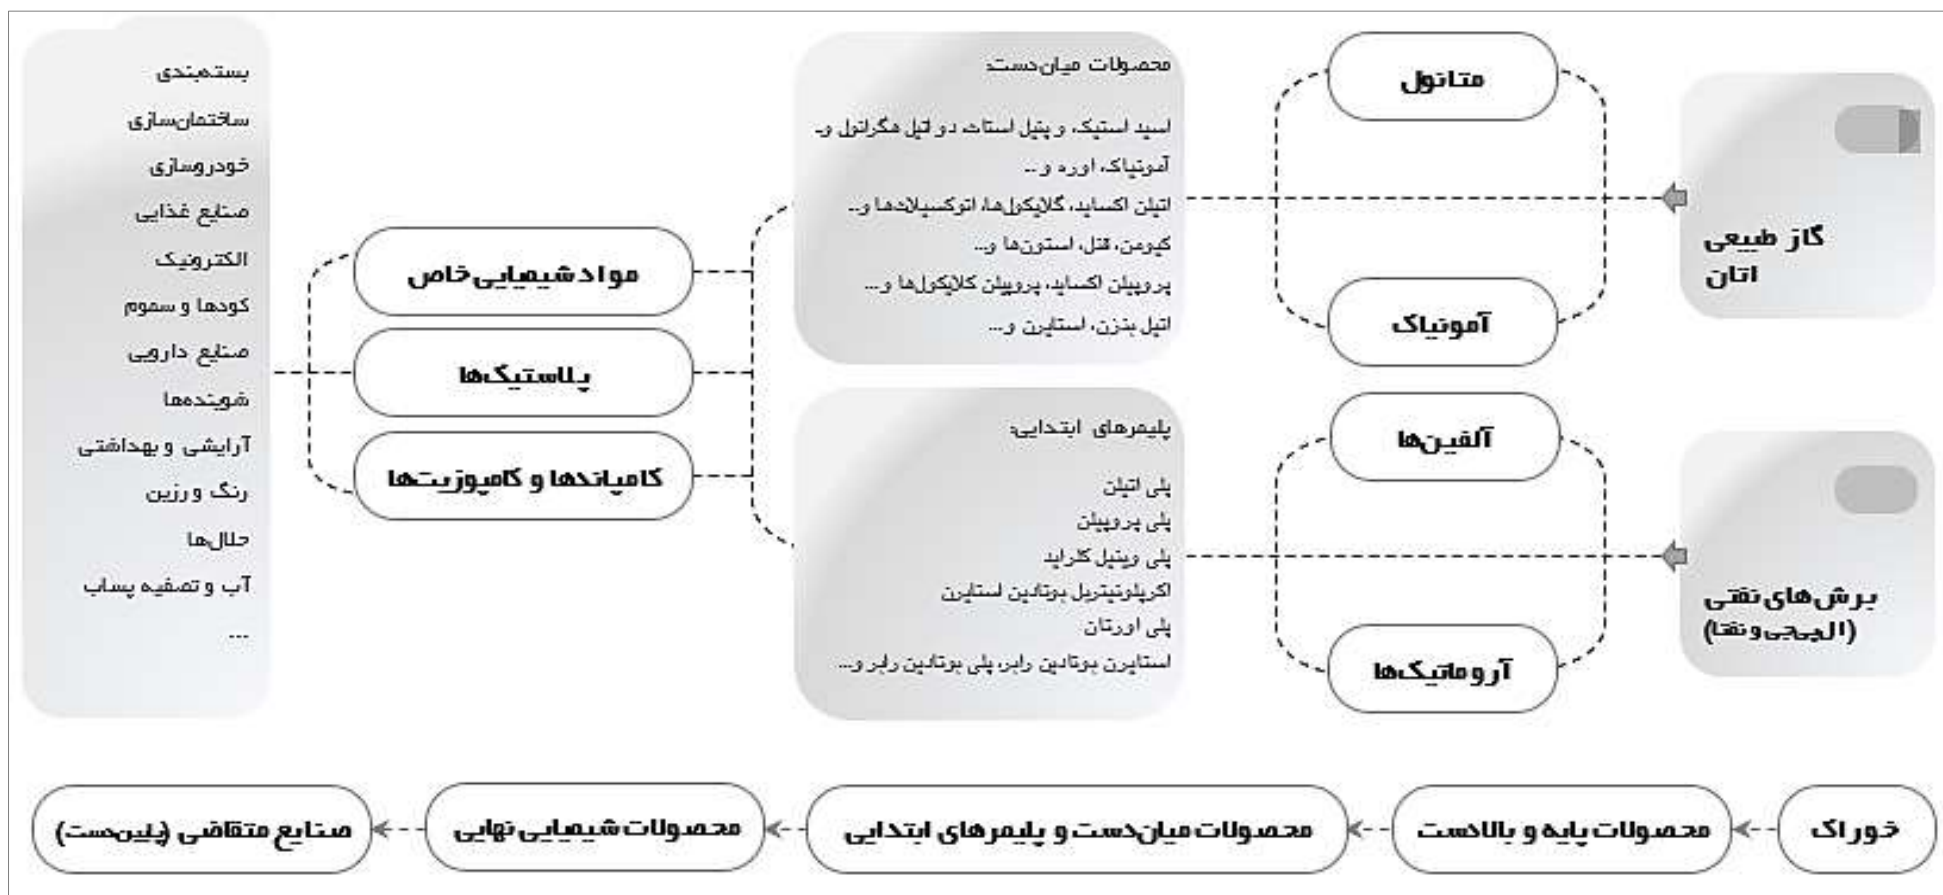 گاز طبیعی
اتان
برش‌های نفتی
(ال‌پی‌جی و نفتا)
متانول
آمونیاک
آلفین‌ها
آروماتیک‌ها
محصولات میان‌دست:
اسید استیک، وینیل استات، دو اتیل هگزانول و...
آمونیاک، اوره و ...
اتیلن اکساید، گلایکول‌ها، اتوکسیلات‌ها و...
کیومن، فنل، استون‌ها و...
پروپیلن اکساید، پروپیلن گلایکول‌ها و...
اتیل بنزن، استایرن و...
پلیمرهای ابتدایی:
پلی اتیلن
پلی پروپیلن
پلی وینیل کلراید
اکریلونیتریل بوتادین استایرن
پلی اورتان
استایرن بوتادین رابر، پلی بوتادین رابر و...
مواد شیمیایی خاص
پلاستیک‌ها
کامپاندها و کامپوزیت‌ها
بسته‌بندی
ساختمان‌سازی
خودروسازی
صنایع غذایی
الکترونیک
کودها و سموم
صنایع دارویی
شوینده‌ها
آرایشی و بهداشتی
رنگ و رزین
حلال‌ها
آب و تصفیه پساب
...
خوراک
محصولات پایه و بالادست
محصولات میان‌دست و پلیمرهای ابتدایی
محصولات شیمیایی نهایی
صنایع متقاضی (پایین‌دست)